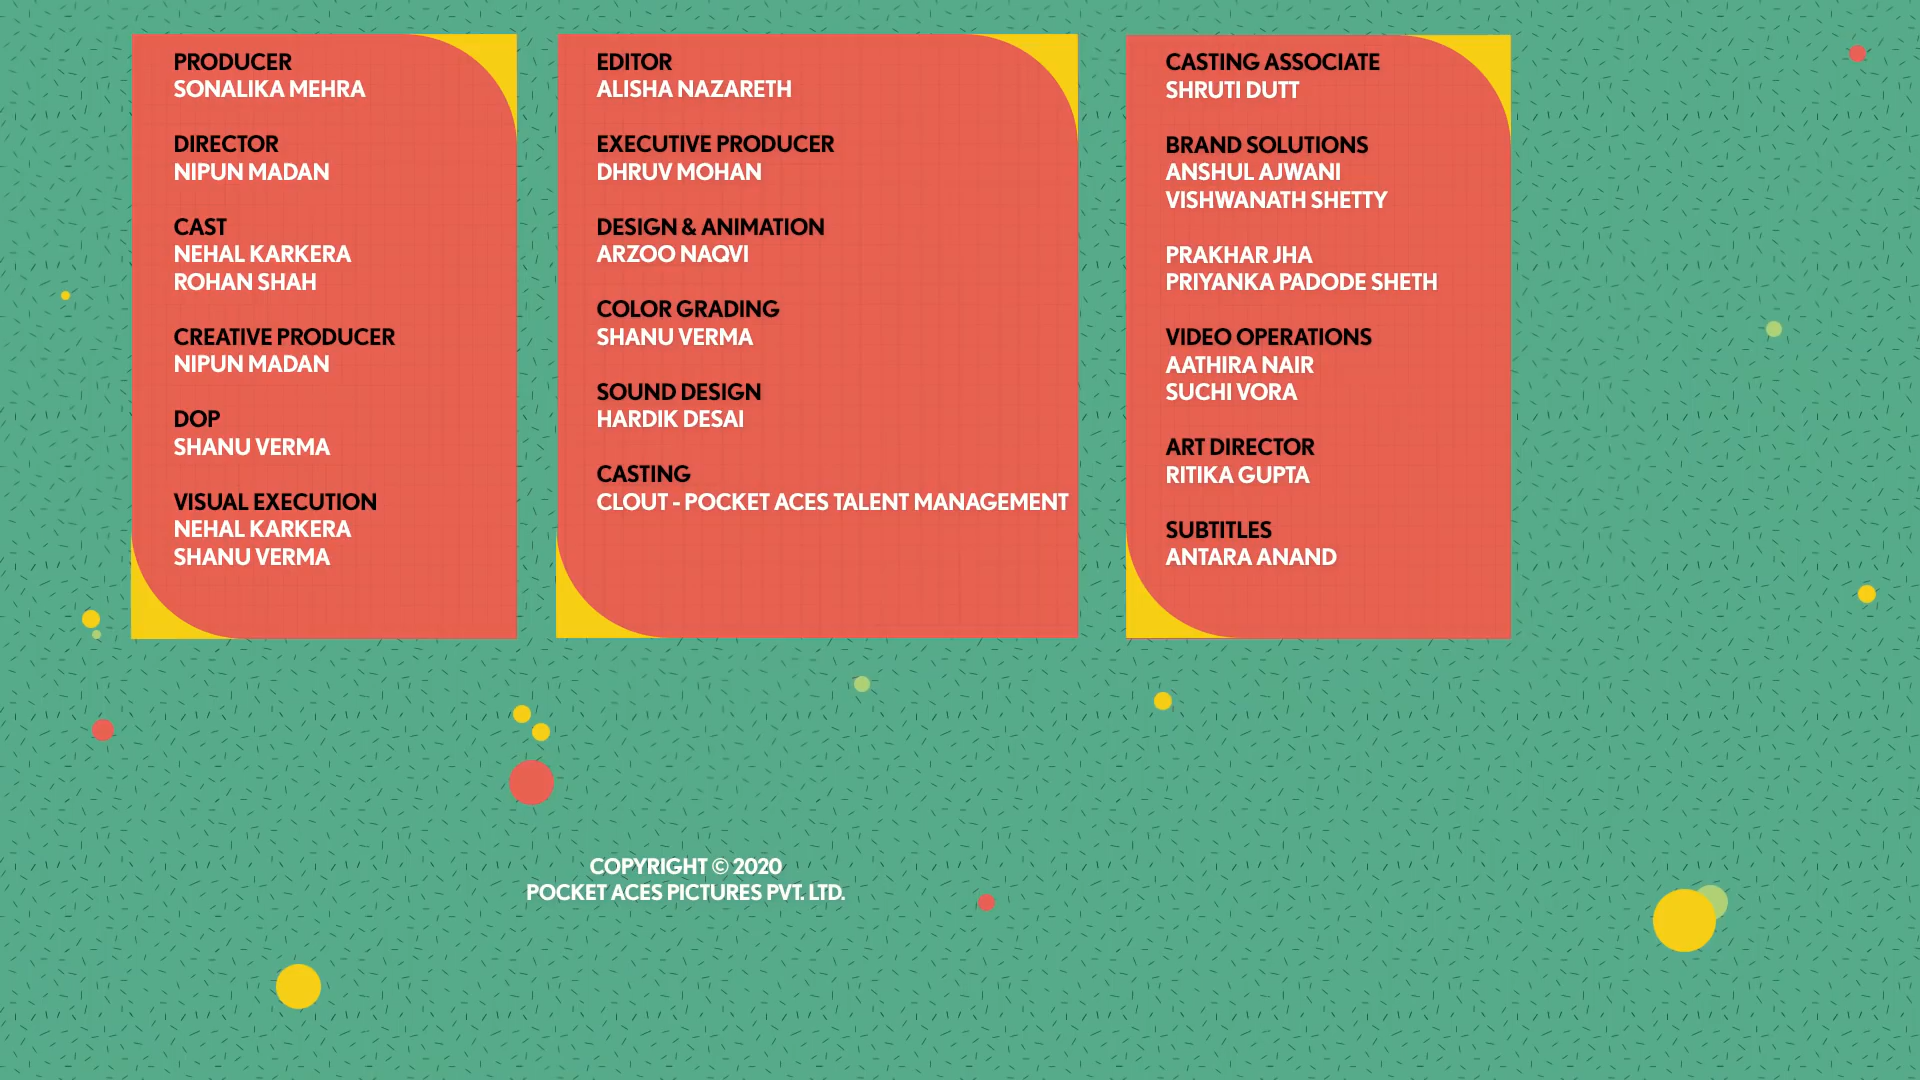 PRODUCER
SONALIKA MEHRA
DIRECTOR
NIPUN MADAN
CAST
NEHAL KARKERA
ROHAN SHAH
CREATIVE PRODUCER
NIPUN MADAN
DOP
SHANU VERMA
VISUAL EXECUTION
NEHAL KARKERA
SHANU VERMA
EDITOR
ALISHA NAZARETH
EXECUTIVE PRODUCER
DHRUV MOHAN
DESIGN & ANIMATION
ARZOO NAQVI
COLOR GRADING
SHANU VERMA
SOUND DESIGN
HARDIK DESAI
CASTING
CLOUT - POCKET ACES TALENT MANAGEMENT
CASTING ASSOCIATE
SHRUTI DUTT
BRAND SOLUTIONS
ANSHUL AJWANI
VISHWANATH SHETTY
PRAKHAR JHA
PRIYANKA PADODE SHETH
VIDEO OPERATIONS
AATHIRA NAIR
SUCHI VORA
ART DIRECTOR
RITIKA GUPTA
SUBTITLES
ANTARA ANAND
COPYRIGHT © 2020
POCKET ACES PICTURES PVT. LTD.